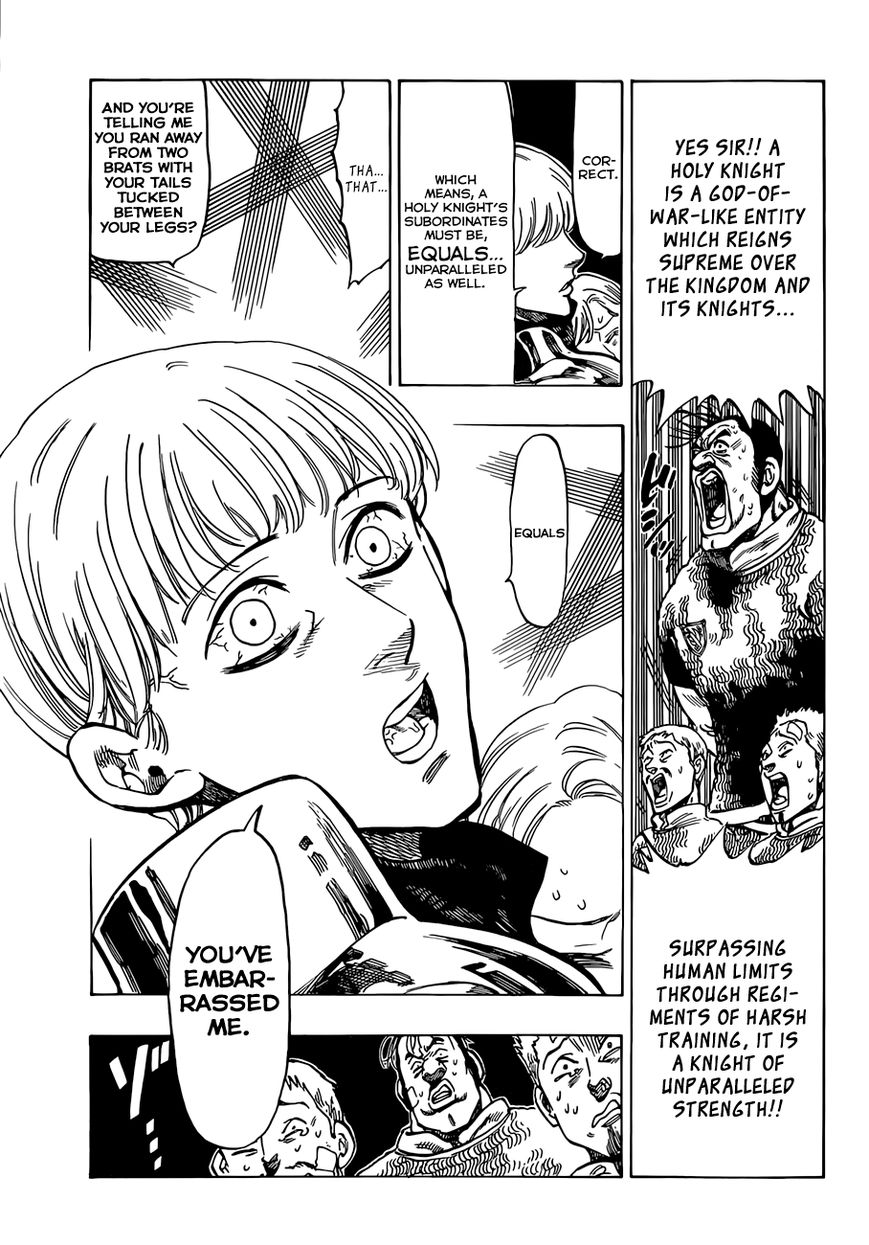 YES SIR!! A
HOLY KNIGHT
IS A GOD-OF-
WAR-LIKE ENTITY
WHICH REIGNS
SUPREME OVER
THE KINGDOM AND
ITS KNIGHTS...
SURPASSING
HUMAN LIMITS
THROUGH REGI-
MENTS OF HARSH
TRAINING, IT IS
A KNIGHT OF
UNPARALLELED
STRENGTH!!
COR-
RECT.
WHICH
MEANS, A
HOLY KNIGHT'S
SUBORDINATES
MUST BE,
EQUALS...
UNPARALLELED
AS WELL.
THA...
THAT...
AND YOU'RE
TELLING ME
YOU RAN AWAY
FROM TWO
BRATS WITH
YOUR TAILS
TUCKED
BETWEEN
YOUR LEGS?
EQUALS
YOU'VE
EMBAR-
RASSED
ME.